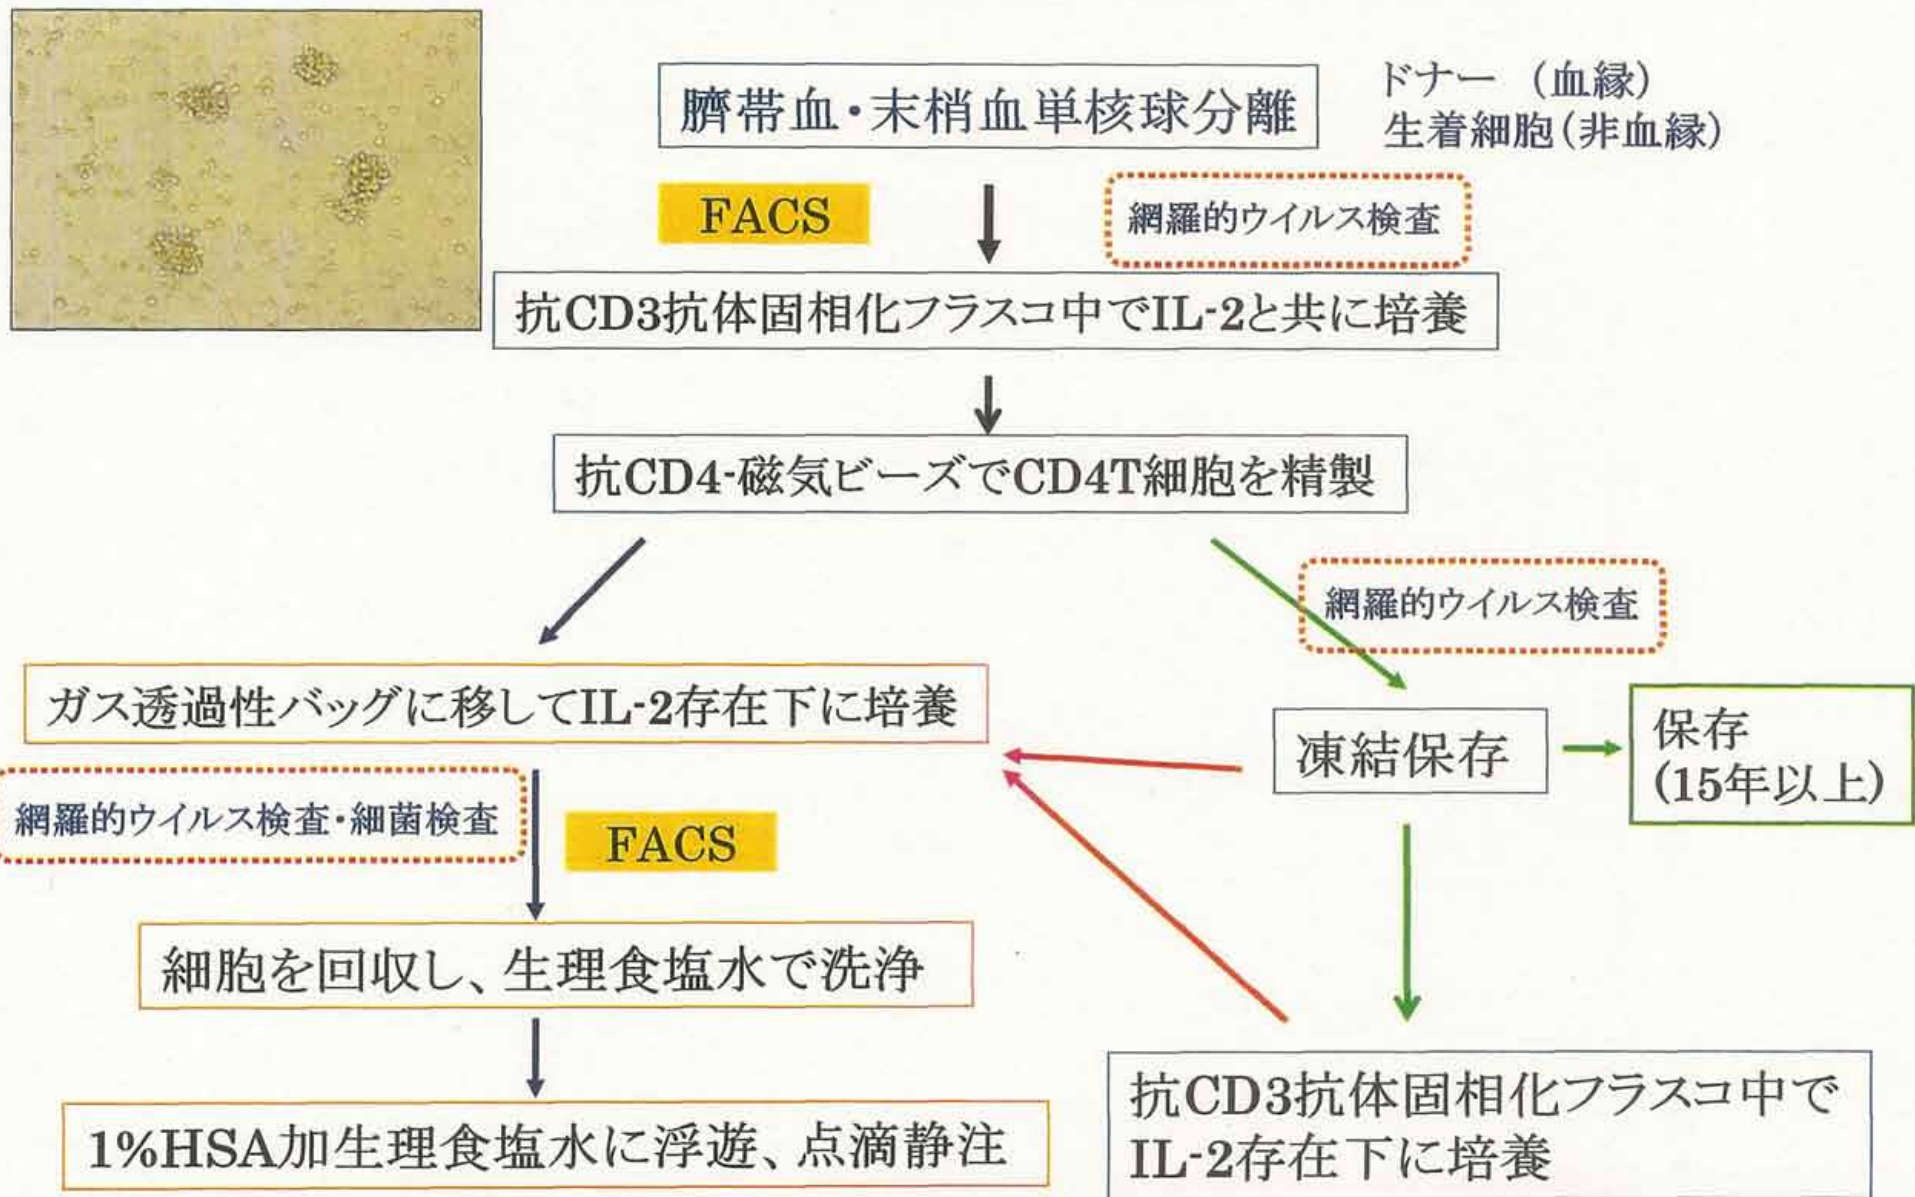 臍帯血・末梢血単核球分離
ドナー (血縁)
生着細胞(非血縁)
FACS
網羅的ウイルス検査
抗CD3抗体固相化フラスコ中でIL-2と共に培養
抗CD4-磁気ビーズでCD4T細胞を精製
網羅的ウイルス検査
ガス透過性バッグに移してIL-2存在下に培養
凍結保存
保存
(15年以上)
網羅的ウイルス検査・細菌検査
FACS
細胞を回収し、生理食塩水で洗浄
1%HSA加生理食塩水に浮遊、点滴静注
抗CD3抗体固相化フラスコ中で
IL-2存在下に培養